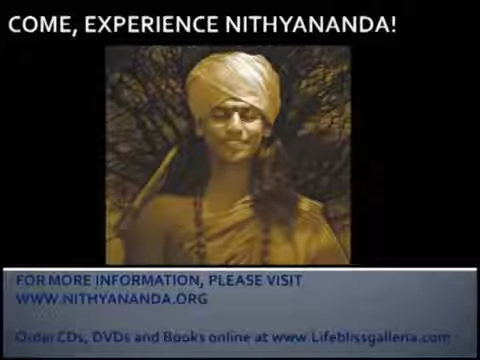 COME, EXPERIENCE NITHYANANDA!
FOR MORE INFORMATION, PLEASE VISIT
WWW.NITHYANANDA.ORG
Order CDs, DVDs and Books online at www.Lifeblissgalleria.com